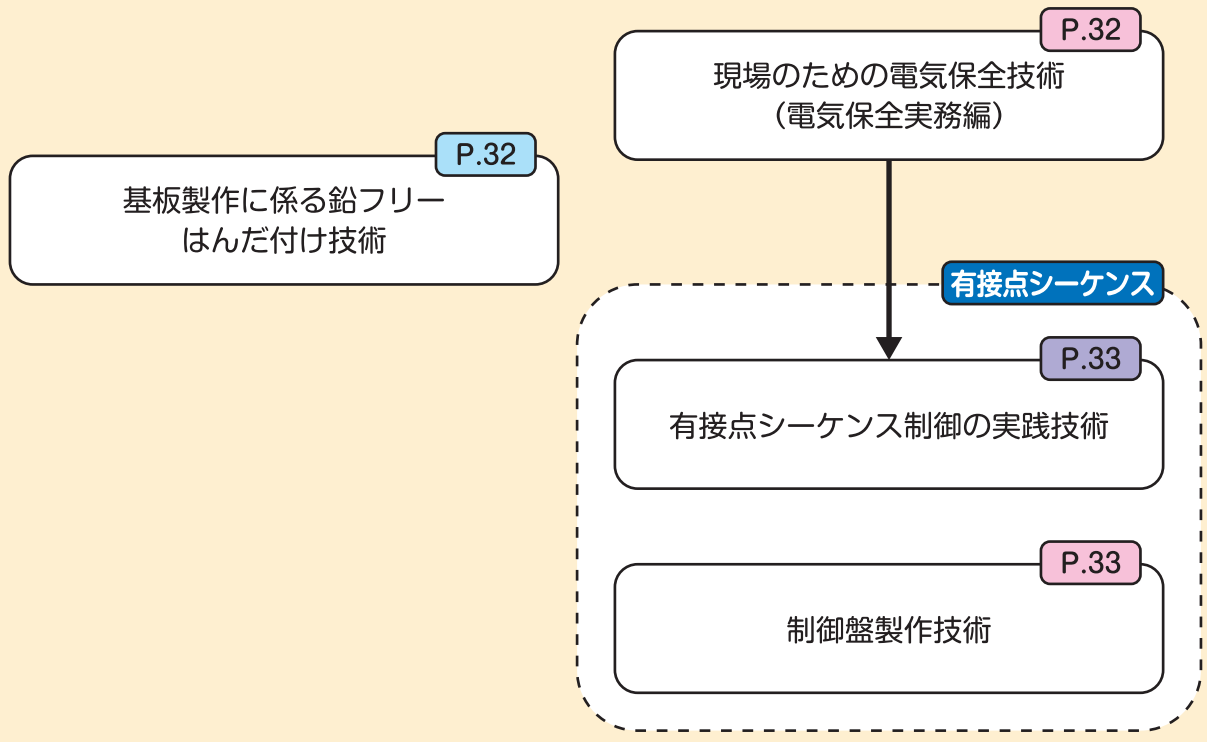 P.32
現場のための電気保全技術
（電気保全実務編）
P.32
基板製作に係る鉛フリー
はんだ付け技術
有接点シーケンス
P.33
有接点シーケンス制御の実践技術
P.33
制御盤製作技術